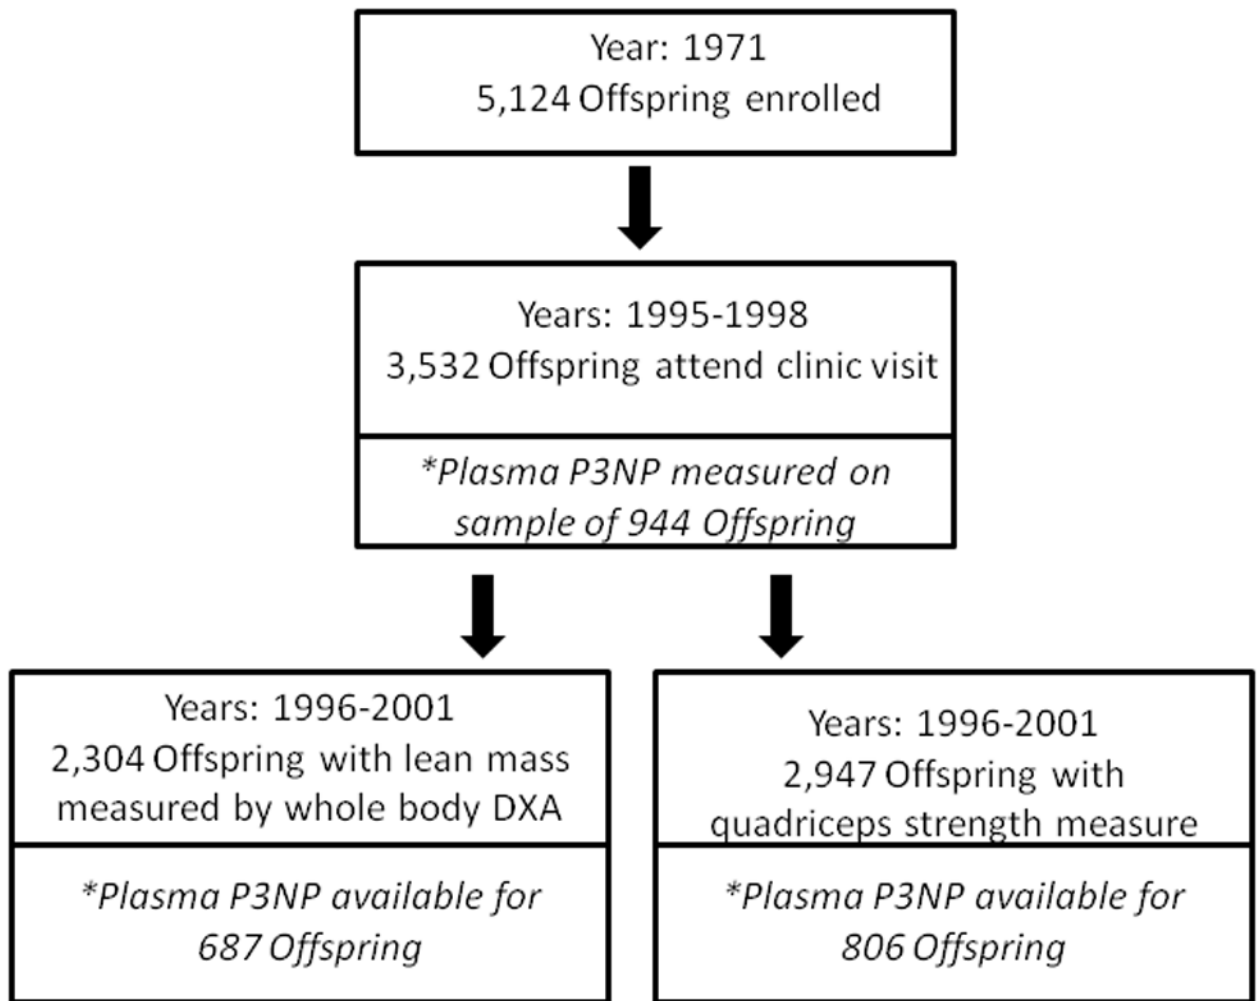 Year: 1971
5,124 Offspring enrolled
Years: 1995-1998
3,532 Offspring attend clinic visit
*Plasma P3NP measured on
sample of 944 Offspring
Years: 1996-2001
2,304 Offspring with lean mass
measured by whole body DXA
*Plasma P3NP available for
687 Offspring
Years: 1996-2001
2,947 Offspring with
quadriceps strength measure
*Plasma P3NP available for
806 Offspring